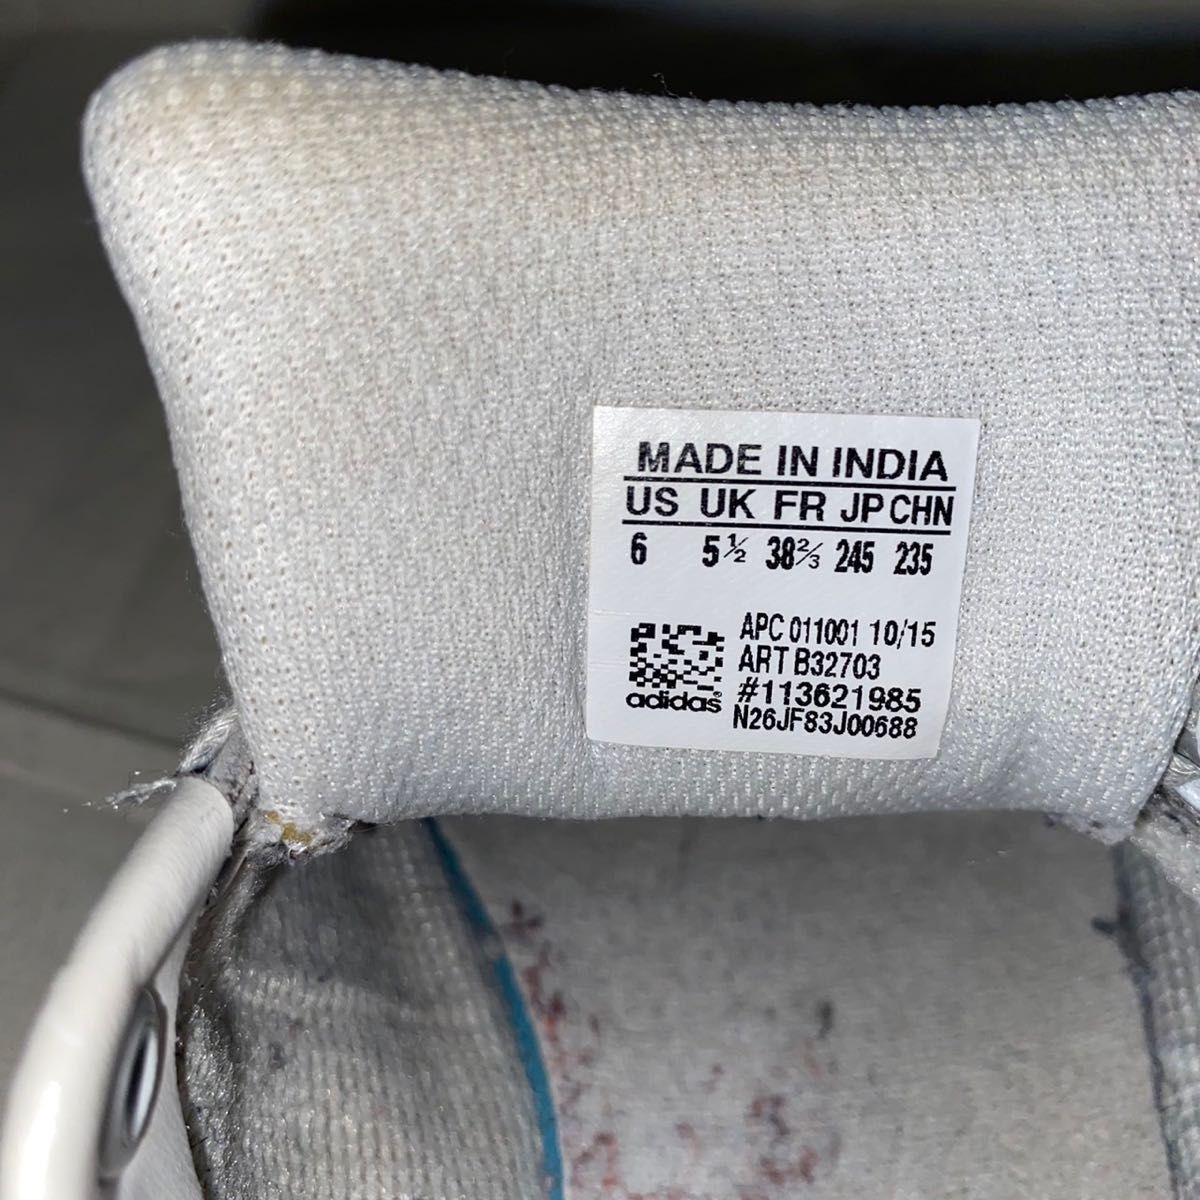 MADE IN INDIA
US UK FR JP CHN
6 5½ 38⅔ 245 235
APC 011001 10/15
ART B32703
#113621985
adidas®
N26JF83J00688